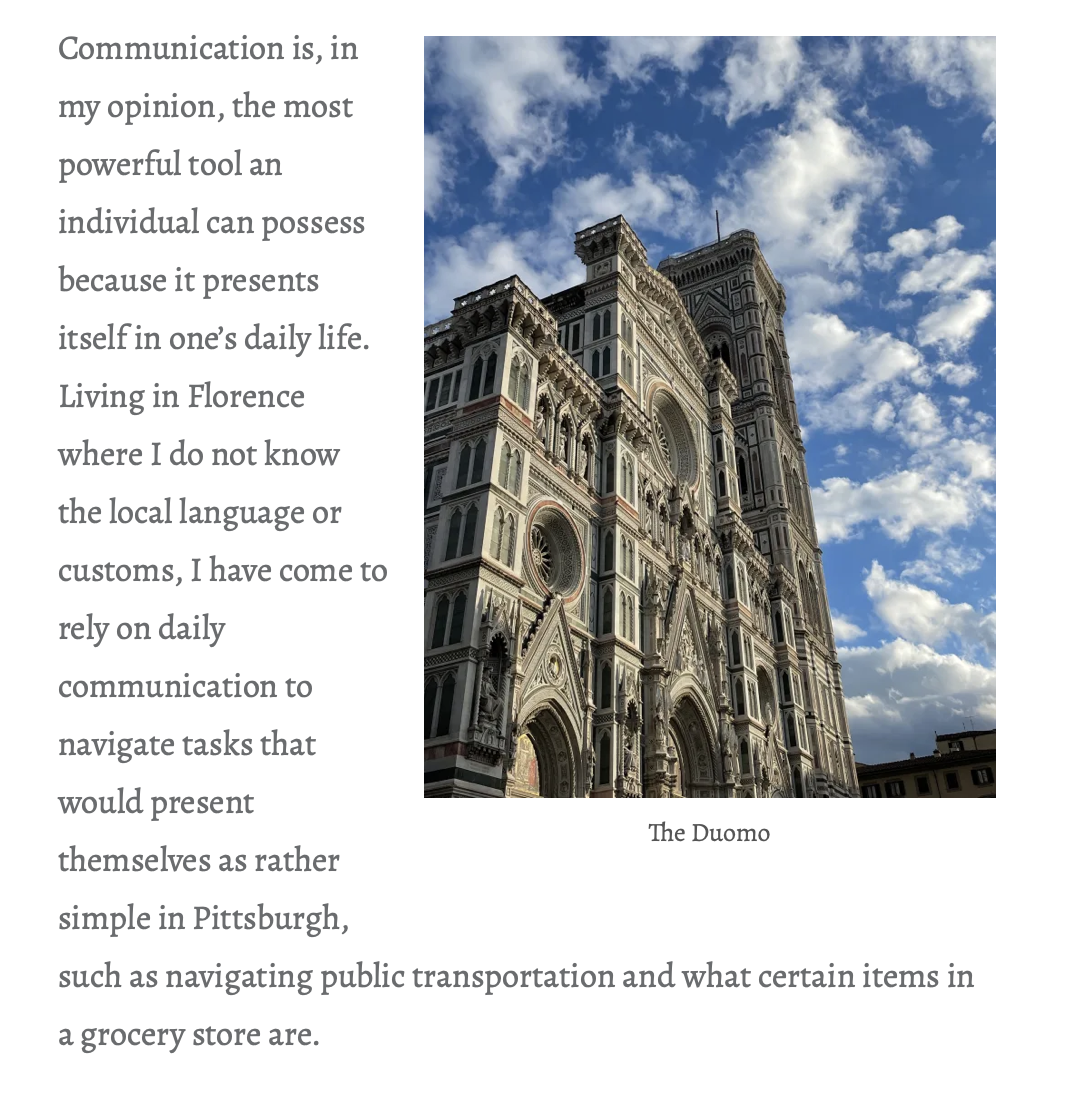 Communication is, in
my opinion, the most
powerful tool an
individual can possess
because it presents
itself in one’s daily life.
Living in Florence
where I do not know
the local language or
customs, I have come to
rely on daily
communication to
navigate tasks that
would present
themselves as rather
simple in Pittsburgh,
such as navigating public transportation and what certain items in
a grocery store are.
The Duomo